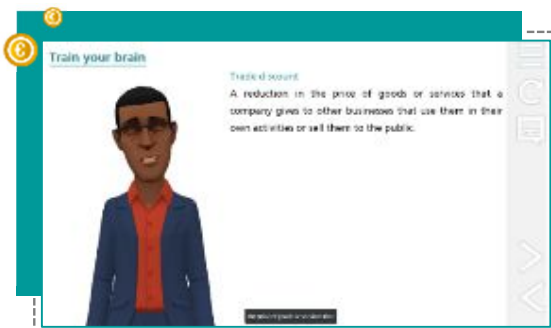 Train your brain
Trade discount
A reduction in the price of goods or services that a
company gives to other businesses that use them in their
own activities or sell them to the public.